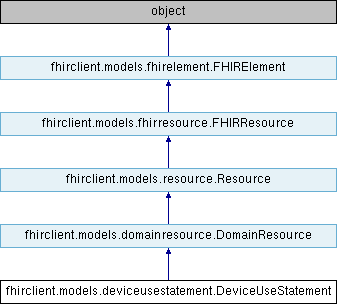 object
fhirclient.models.fhirelement.FHIRElement
fhirclient.models.fhirresource.FHIRResource
fhirclient.models.resource.Resource
fhirclient.models.domainresource.DomainResource
fhirclient.models.deviceusestatement.DeviceUseStatement